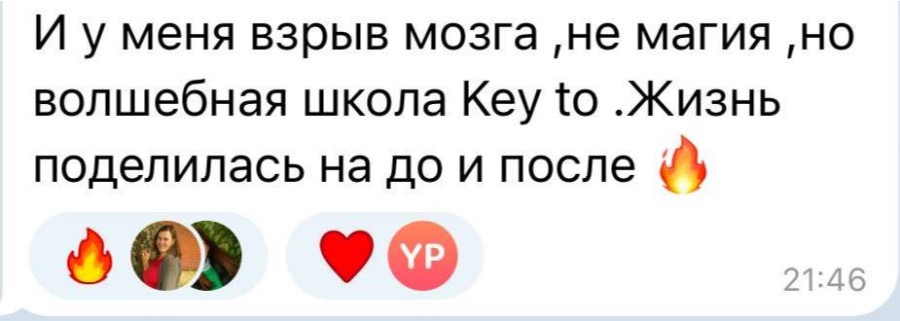 И у меня взрыв мозга ,не магия ,но
волшебная школа Key to .Жизнь
поделилась на до и после 🔥
🔥 ❤️ YP
21:46